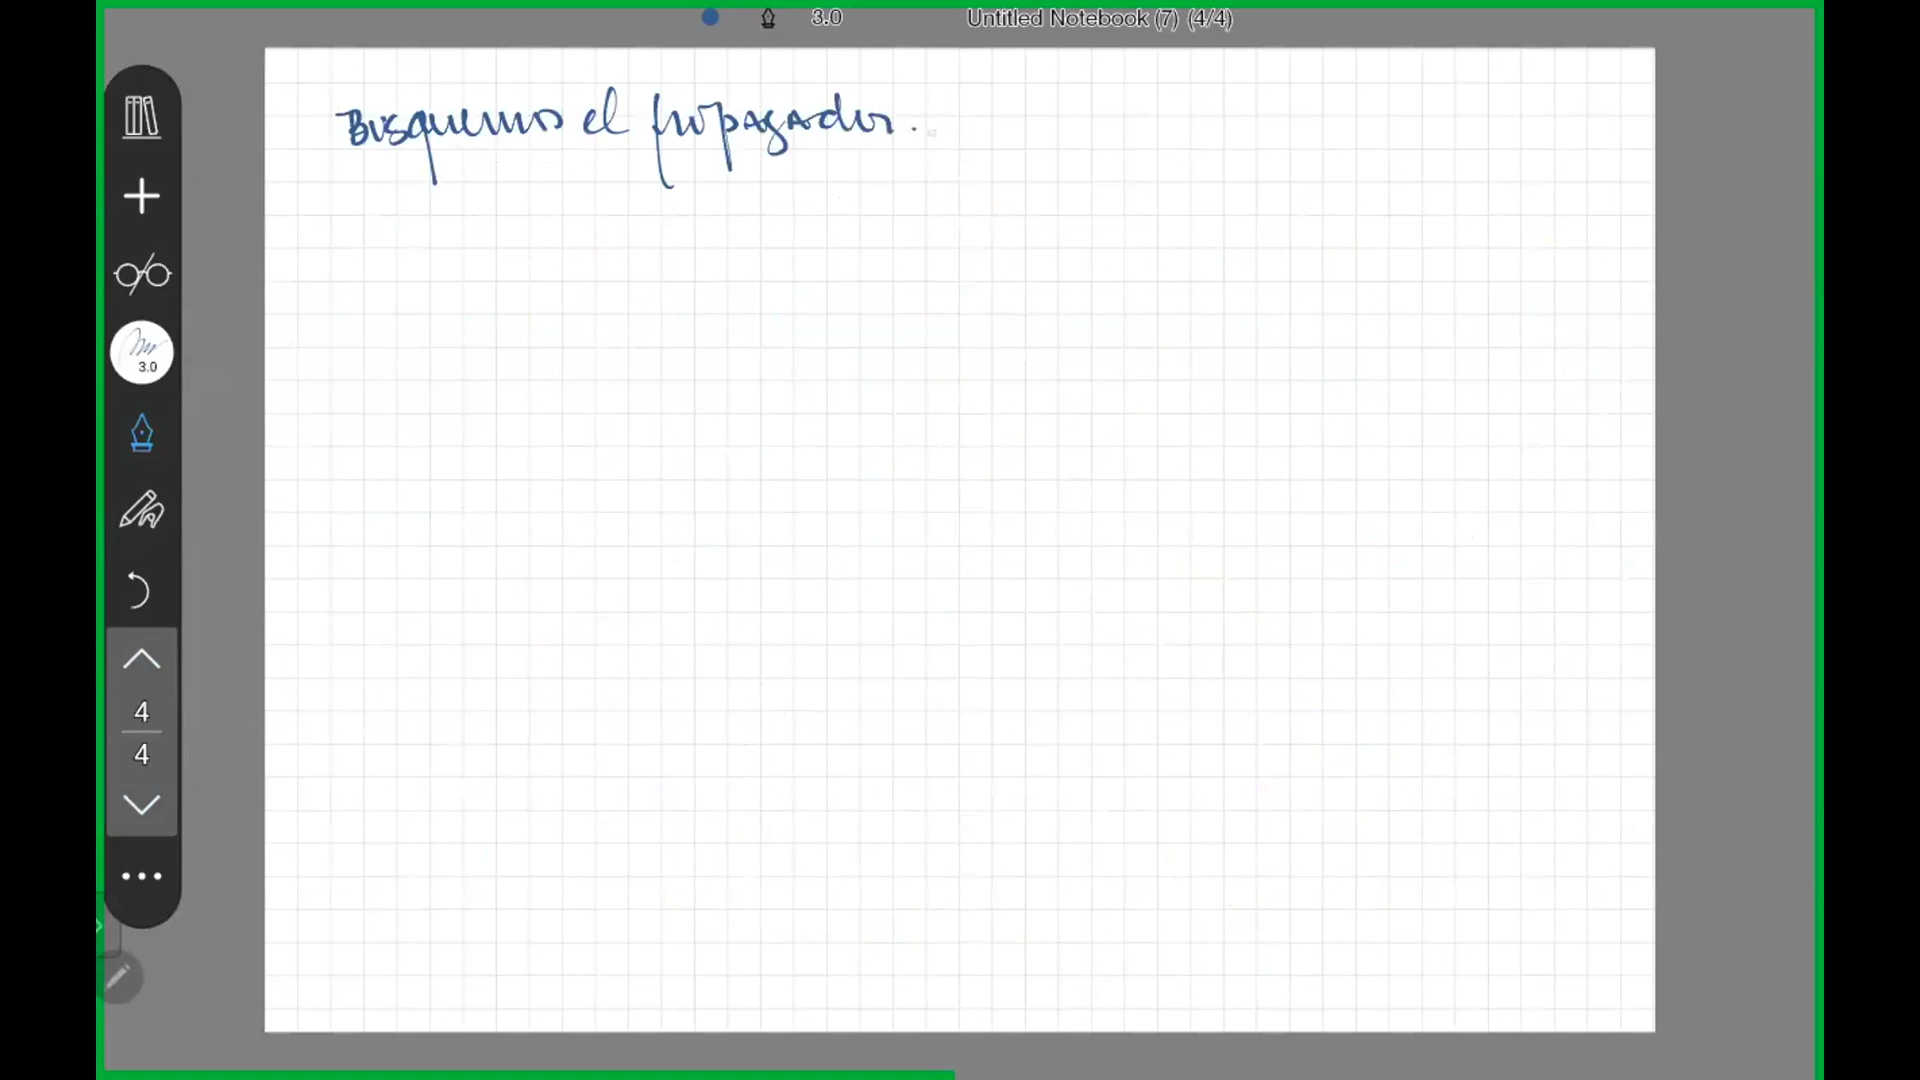 3.0 Untitled Notebook (7) (4/4)
Busquemos el propagador.
3.0
4
4